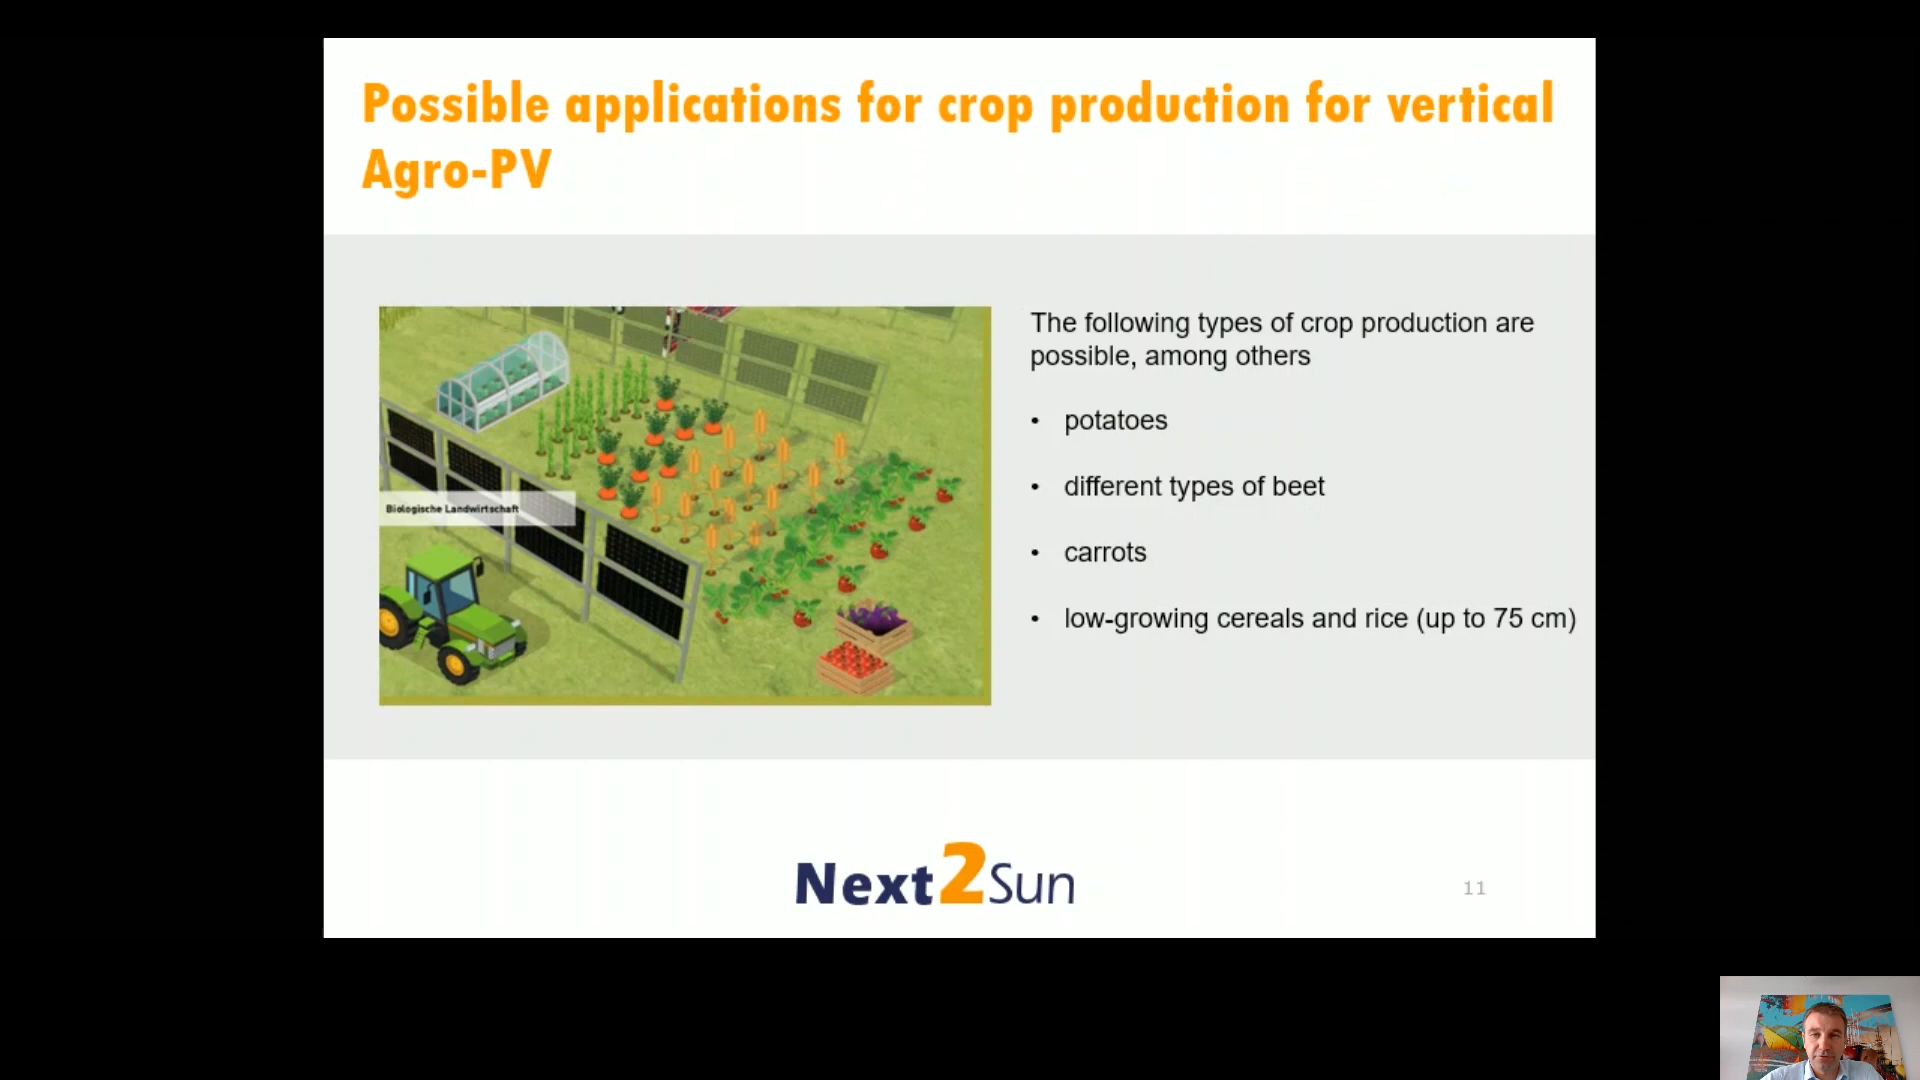 Possible applications for crop production for vertical
Agro-PV
Biologische Landwirtschaft
The following types of crop production are
possible, among others
• potatoes
• different types of beet
• carrots
• low-growing cereals and rice (up to 75 cm)
Next2Sun
11